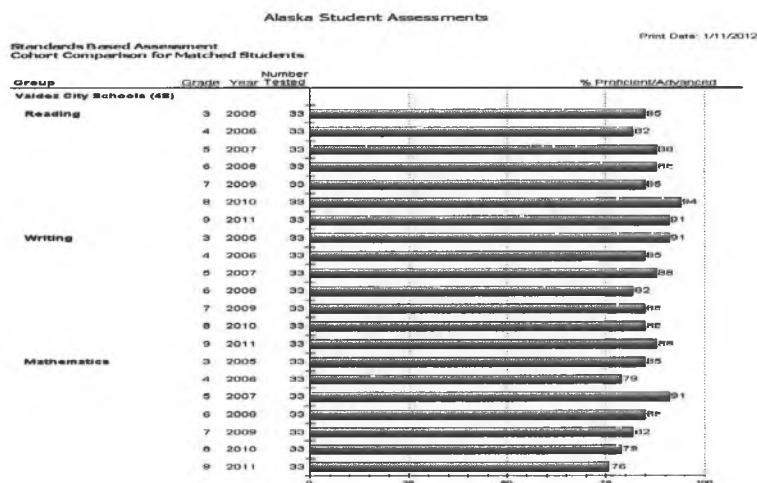 Alaska Student Assessments
Print Date: 1/11/2012
Standards Based Assessment
Cohort Comparison for Matched Students
Group Grade Year Number Tested % Proficient/Advanced
Valdez City Schools (48)
Reading 3 2005 33 85
4 2006 33 82
5 2007 33 88
6 2008 33 88
7 2009 33 85
8 2010 33 94
9 2011 33 91
Writing 3 2005 33 91
4 2006 33 85
5 2007 33 88
6 2008 33 82
7 2009 33 85
8 2010 33 85
9 2011 33 88
Mathematics 3 2005 33 85
4 2006 33 79
5 2007 33 91
6 2008 33 85
7 2009 33 82
8 2010 33 79
9 2011 33 76